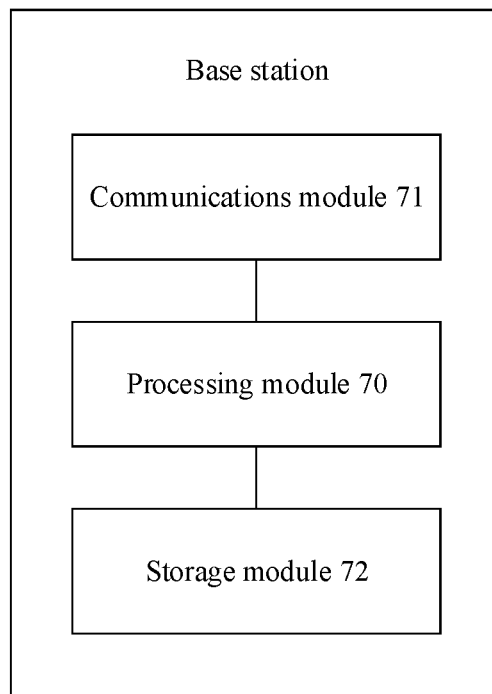 Base station
Communications module 71
Processing module 70
Storage module 72